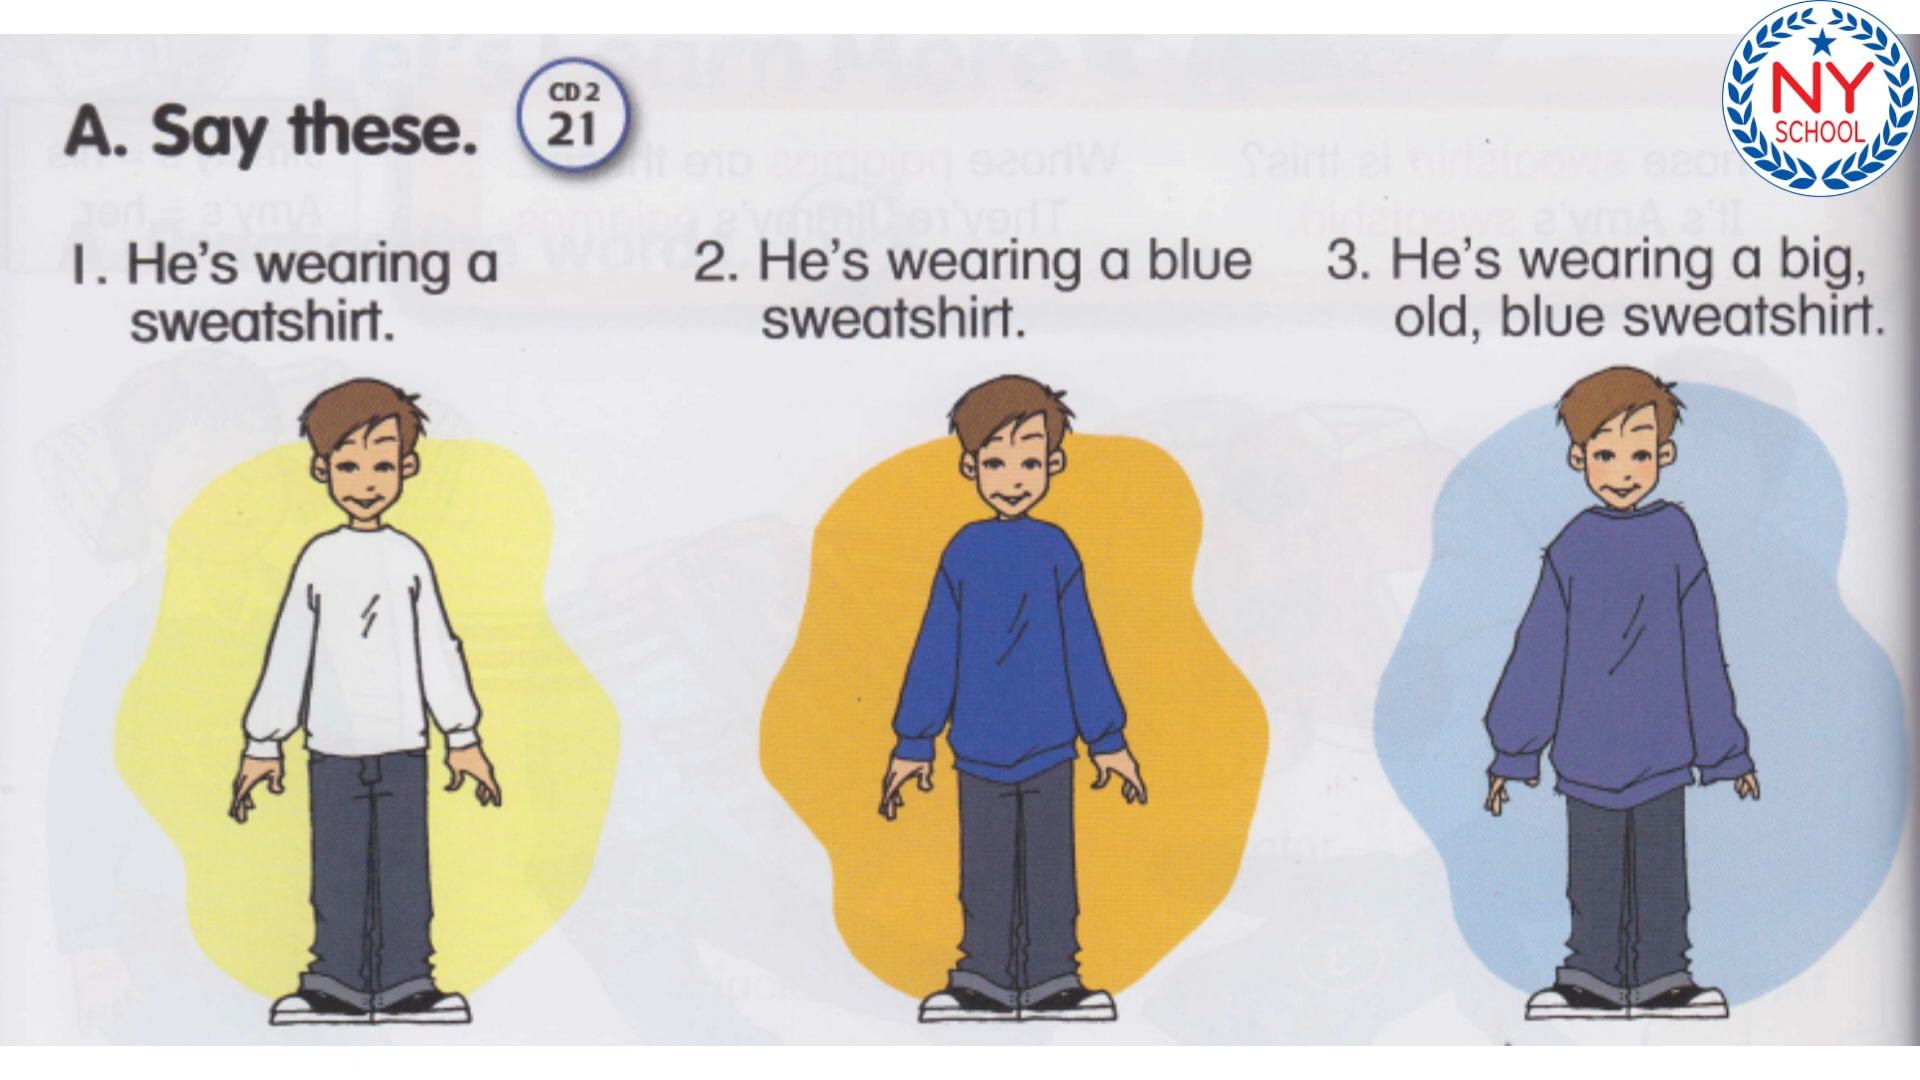 A. Say these.
CD 2
21
NY
SCHOOL
1. He's wearing a
sweatshirt.
2. He's wearing a blue
sweatshirt.
3. He's wearing a big,
old, blue sweatshirt.